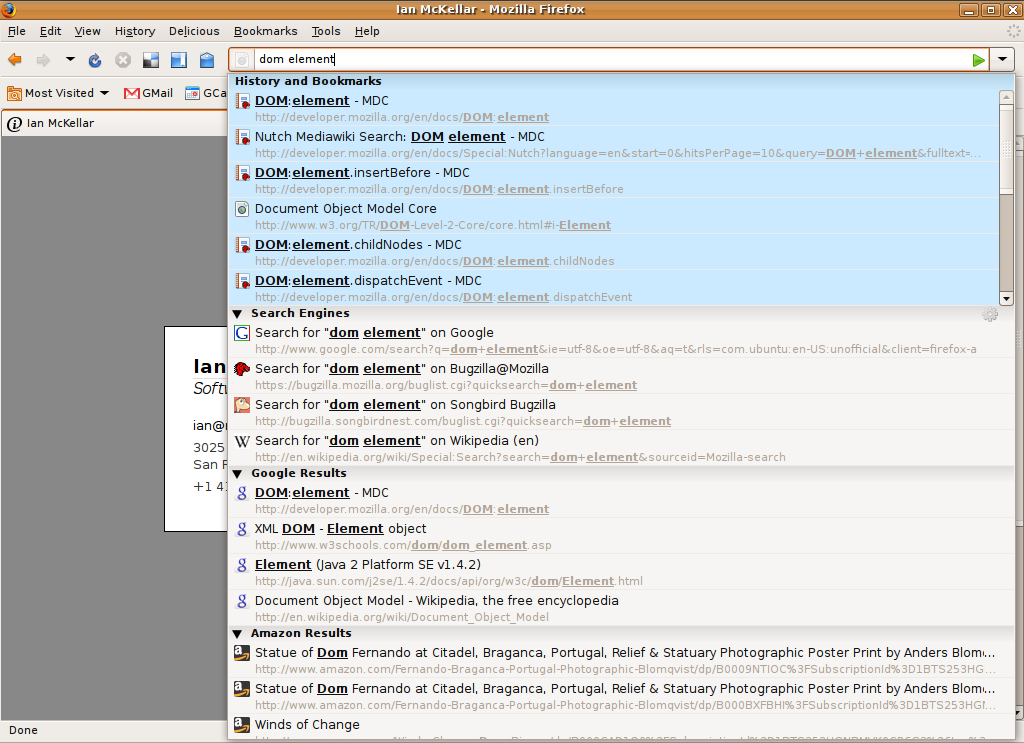 Ian McKellar - Mozilla Firefox
File Edit View History Delicious Bookmarks Tools Help
dom element
Most Visited GMail GCa
History and Bookmarks
Ian McKellar
DOM:element - MDC
http://developer.mozilla.org/en/docs/DOM:element
Nutch Mediawiki Search: DOM element - MDC
http://developer.mozilla.org/en/docs/Special:Nutch?language=en&start=0&hitsPerPage=10&query=DOM+element&fulltext=...
DOM:element.insertBefore - MDC
http://developer.mozilla.org/en/docs/DOM:element.insertBefore
Document Object Model Core
http://www.w3.org/TR/DOM-Level-2-Core/core.html#i-Element
DOM:element.childNodes - MDC
http://developer.mozilla.org/en/docs/DOM:element.childNodes
DOM:element.dispatchEvent - MDC
http://developer.mozilla.org/en/docs/DOM:element.dispatchEvent
Search Engines
Search for "dom element" on Google
http://www.google.com/search?q=dom+element&ie=utf-8&oe=utf-8&aq=t&rls=com.ubuntu:en-US:unofficial&client=firefox-a
Search for "dom element" on Bugzilla@Mozilla
https://bugzilla.mozilla.org/buglist.cgi?quicksearch=dom+element
Search for "dom element" on Songbird Bugzilla
http://bugzilla.songbirdnest.com/buglist.cgi?quicksearch=dom+element
Search for "dom element" on Wikipedia (en)
http://en.wikipedia.org/wiki/Special:Search?search=dom+element&sourceid=Mozilla-search
Google Results
DOM:element - MDC
http://developer.mozilla.org/en/docs/DOM:element
XML DOM - Element object
http://www.w3schools.com/dom/dom_element.asp
Element (Java 2 Platform SE v1.4.2)
http://java.sun.com/j2se/1.4.2/docs/api/org/w3c/dom/Element.html
Document Object Model - Wikipedia, the free encyclopedia
http://en.wikipedia.org/wiki/Document_Object_Model
Amazon Results
Statue of Dom Fernando at Citadel, Braganca, Portugal, Relief & Statuary Photographic Poster Print by Anders Blom...
http://www.amazon.com/Fernando-Braganca-Portugal-Photographic-Blomqvist/dp/B0009NTIOC%3FSubscriptionId%3D1BTS253HG...
Statue of Dom Fernando at Citadel, Braganca, Portugal, Relief & Statuary Photographic Poster Print by Anders Blom...
http://www.amazon.com/Fernando-Braganca-Portugal-Photographic-Blomqvist/dp/B000BXFBHI%3FSubscriptionId%3D1BTS253HG...
Winds of Change
Ian
Softw
ian@
3025
San F
+1 41
Done